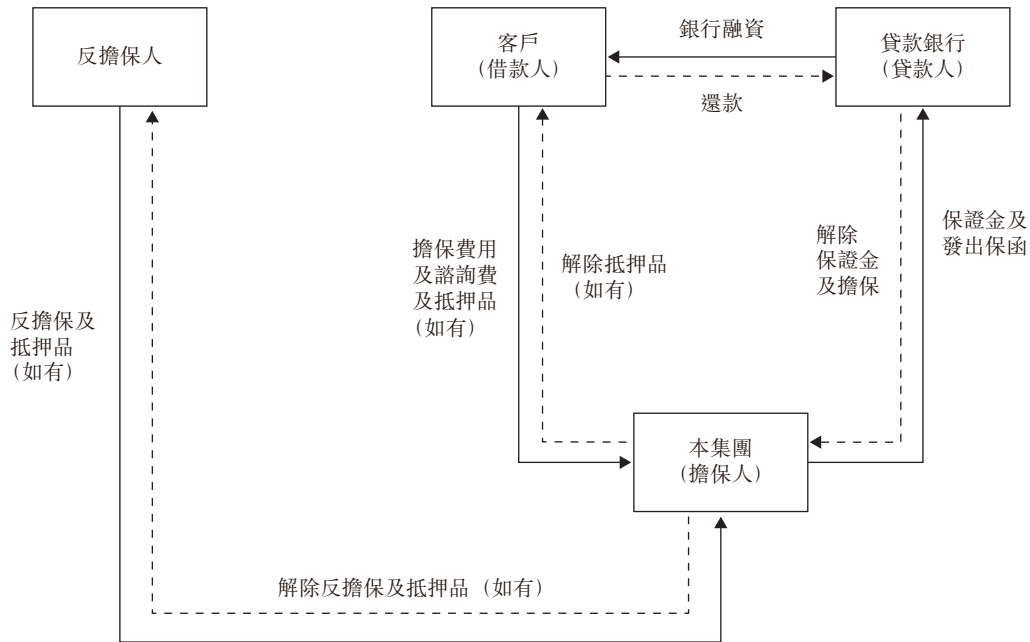 反擔保人
客戶
(借款人)
銀行融資
還款
貸款銀行
(貸款人)
反擔保及
抵押品
(如有)
擔保費用
及諮詢費
及抵押品
(如有)
解除抵押品
(如有)
解除
保證金
及擔保
保證金及
發出保函
本集團
(擔保人)
解除反擔保及抵押品 (如有)